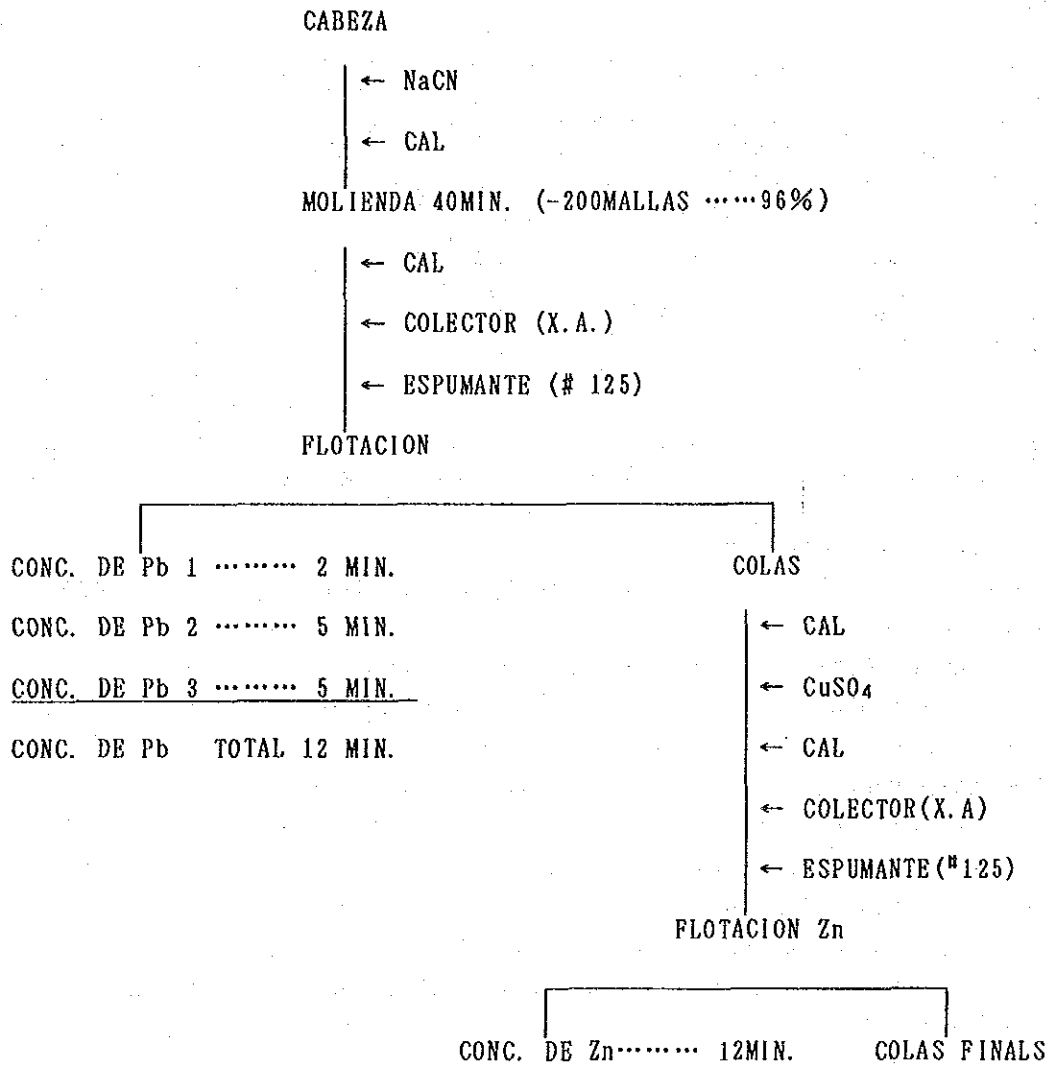 CABEZA
← NaCN
← CAL
MOLIENDA 40MIN. (-200MALLAS ……96%)
← CAL
← COLECTOR (X.A.)
← ESPUMANTE (# 125)
FLOTACION
CONC. DE Pb 1 ……… 2 MIN.
CONC. DE Pb 2 ……… 5 MIN.
CONC. DE Pb 3 ……… 5 MIN.
CONC. DE Pb TOTAL 12 MIN.
COLAS
← CAL
← CuSO₄
← CAL
← COLECTOR(X.A)
← ESPUMANTE(#125)
FLOTACION Zn
CONC. DE Zn……… 12MIN. COLAS FINALS